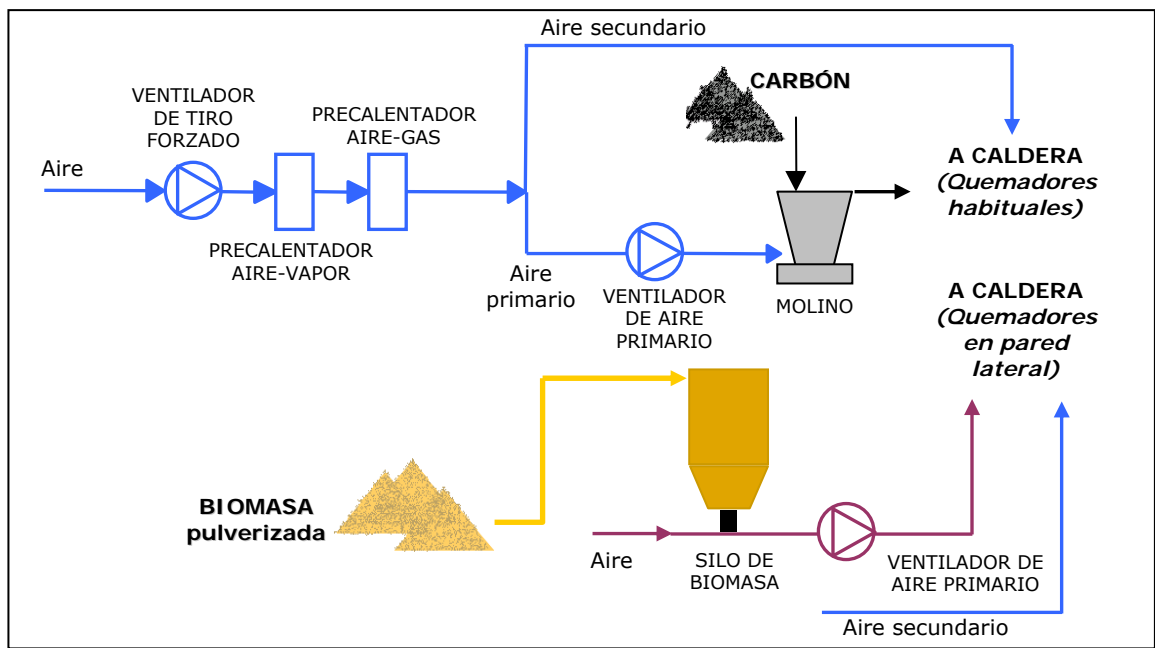 Aire secundario
VENTILADOR
DE TIRO
FORZADO
PRECALENTADOR
AIRE-GAS
CARBÓN
Aire
A CALDERA
(Quemadores
habituales)
PRECALENTADOR
AIRE-VAPOR
Aire
primario
VENTILADOR
DE AIRE
PRIMARIO
MOLINO
A CALDERA
(Quemadores
en pared
lateral)
BIOMASA
pulverizada
Aire
SILO DE
BIOMASA
VENTILADOR DE
AIRE PRIMARIO
Aire secundario